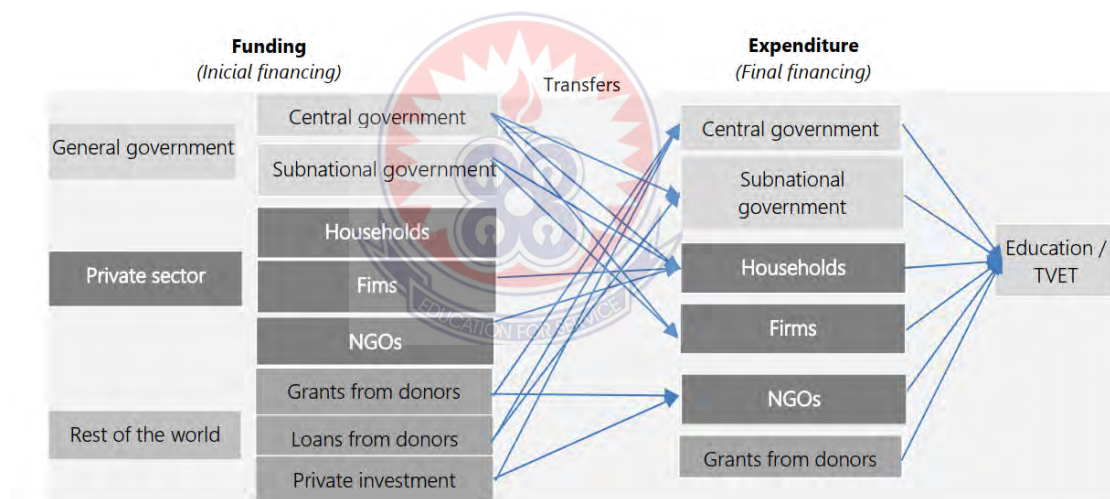 Funding
(Inicial financing)
Transfers
Expenditure
(Final financing)
General government
Private sector
Rest of the world
Central government
Subnational government
Households
Fims
NGOs
Grants from donors
Loans from donors
Private investment
Central government
Subnational
government
Households
Firms
NGOs
Grants from donors
Education /
TVET
EDUCATION FOR SERVICE